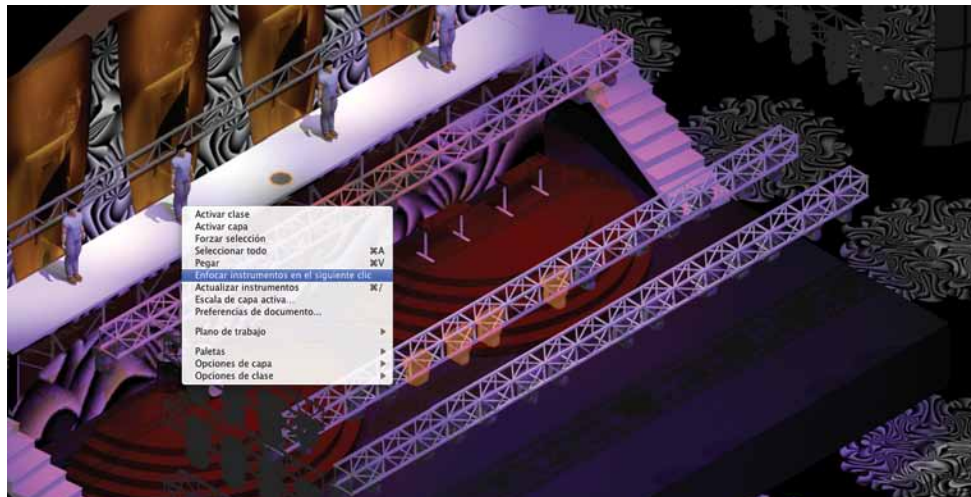 Activar clase
Activar capa
Forzar selección
Seleccionar todo ⌘A
Pegar ⌘V
Enfocar instrumentos en el siguiente clic
Actualizar instrumentos ⌘/
Escala de capa activa...
Preferencias de documento...
Plano de trabajo
Paletas
Opciones de capa
Opciones de clase